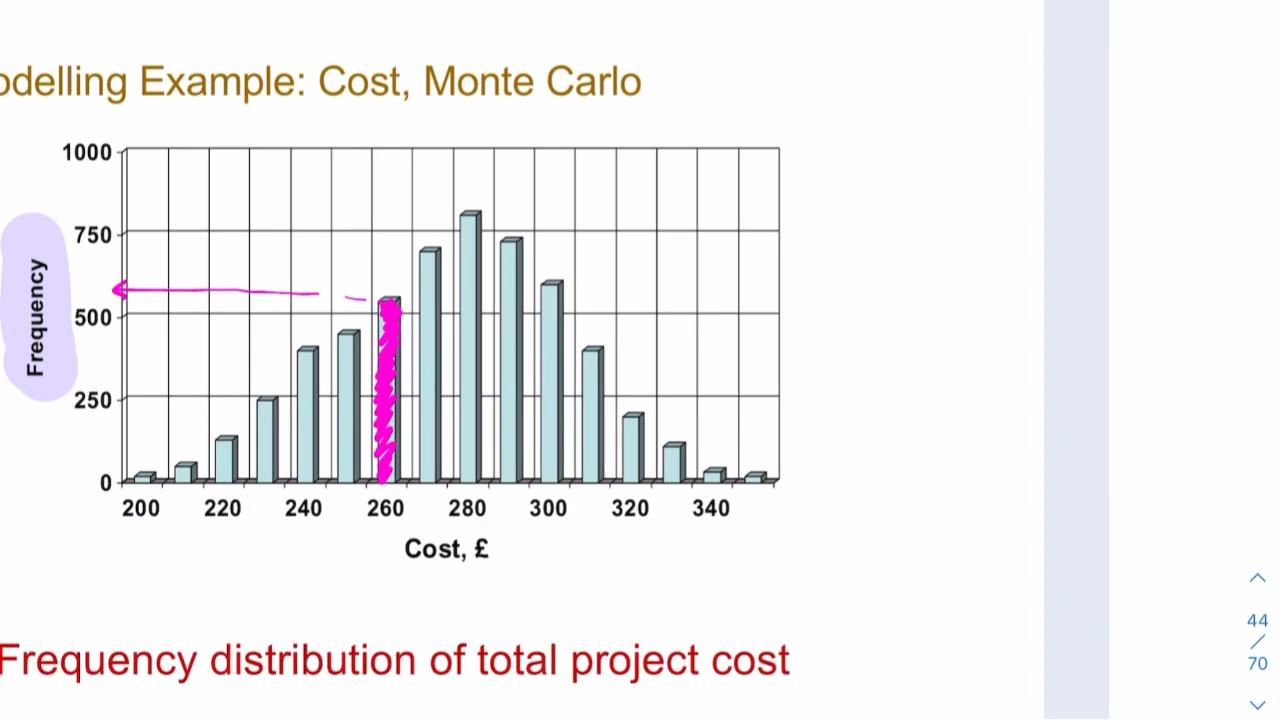 odelling Example: Cost, Monte Carlo
1000
750
500
250
0
Frequency
200 220 240 260 280 300 320 340
Cost, £
Frequency distribution of total project cost
44
/
70